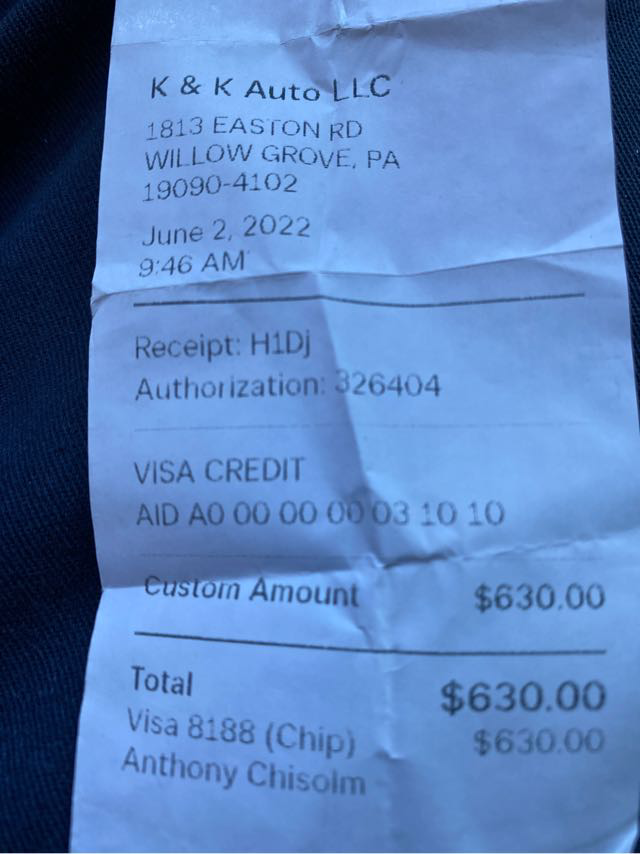 K & K Auto LLC
1813 EASTON RD
WILLOW GROVE, PA
19090-4102
June 2, 2022
9:46 AM
Receipt: H1Dj
Authorization: 326404
VISA CREDIT
AID A0 00 00 00 03 10 10
Custom Amount $630.00
Total $630.00
Visa 8188 (Chip) $630.00
Anthony Chisolm